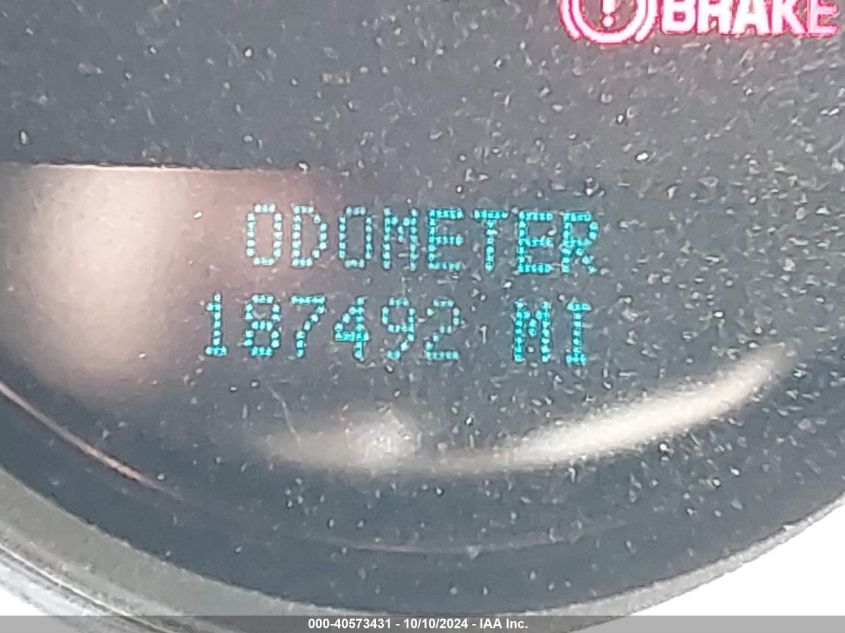 BRAKE
ODOMETER
187492 MI
000-40573431 - 10/10/2024 - IAA Inc.